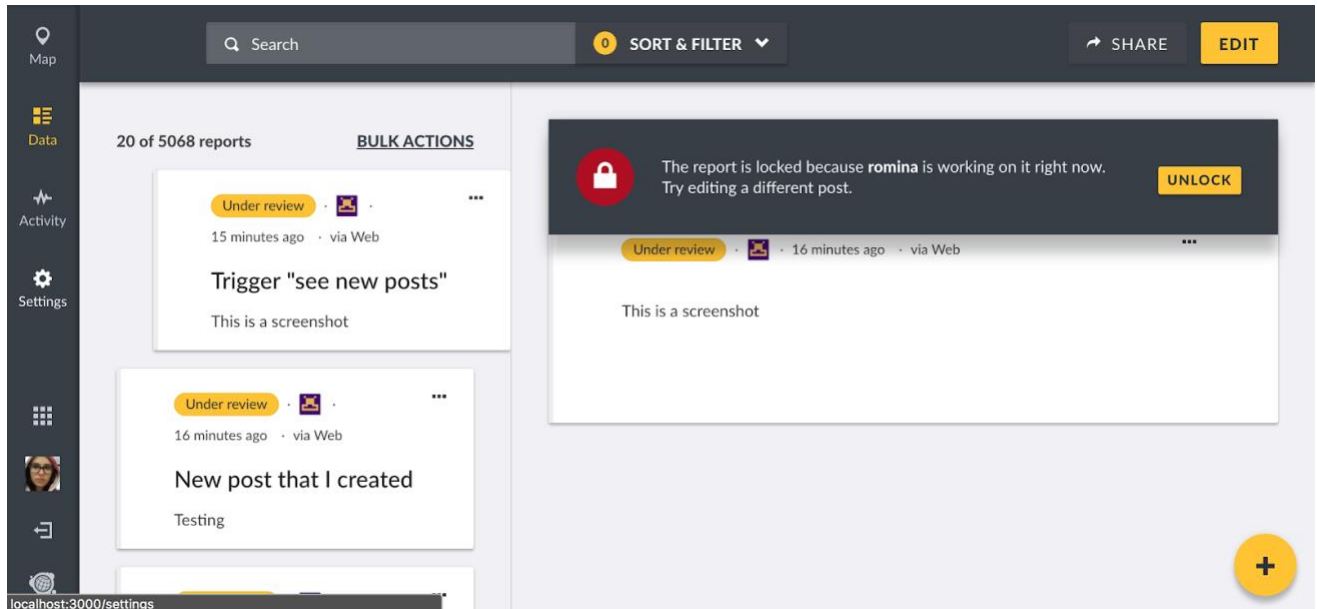 Map
Data
Activity
Settings
Search
0 SORT & FILTER
SHARE
EDIT
20 of 5068 reports
BULK ACTIONS
Under review · ·
15 minutes ago · via Web
Trigger "see new posts"
This is a screenshot
Under review · ·
16 minutes ago · via Web
New post that I created
Testing
The report is locked because romina is working on it right now.
Try editing a different post.
UNLOCK
Under review · · 16 minutes ago · via Web
This is a screenshot
localhost:3000/settings